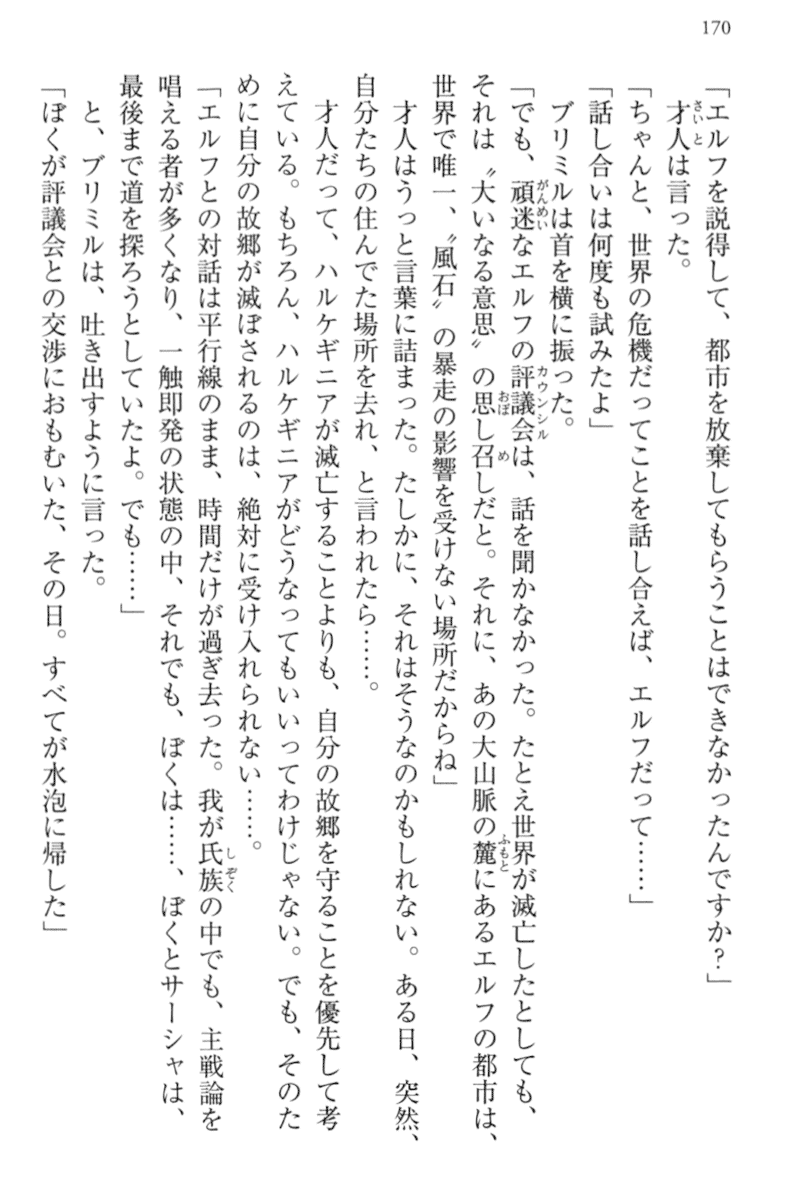 170
「エルフを説得して、都市を放棄してもらうことはできなかったんですか?」
才人は言った。
「ちゃんと、世界の危機だってことを話し合えば、エルフだって……」
「話し合いは何度も試みたよ」
ブリミルは首を横に振った。
「でも、頑迷なエルフの評議会は、話を聞かなかった。たとえ世界が滅亡したとしても、
それは〝大いなる意思〟の思し召しだと。それに、あの大山脈の麓にあるエルフの都市は、
世界で唯一、〝風石〟の暴走の影響を受けない場所だからね」
才人はうっと言葉に詰まった。たしかに、それはそうなのかもしれない。ある日、突然、
自分たちの住んでた場所を去れ、と言われたら……。
才人だって、ハルケギニアが滅亡することよりも、自分の故郷を守ることを優先して考
えている。もちろん、ハルケギニアがどうなってもいいってわけじゃない。でも、そのた
めに自分の故郷が滅ぼされるのは、絶対に受け入れられない……。
「エルフとの対話は平行線のまま、時間だけが過ぎ去った。我が氏族の中でも、主戦論を
唱える者が多くなり、一触即発の状態の中、それでも、ぼくは……、ぼくとサーシャは、
最後まで道を探ろうとしていたよ。でも……」
と、ブリミルは、吐き出すように言った。
「ぼくが評議会との交渉におもむいた、その日。すべてが水泡に帰した」